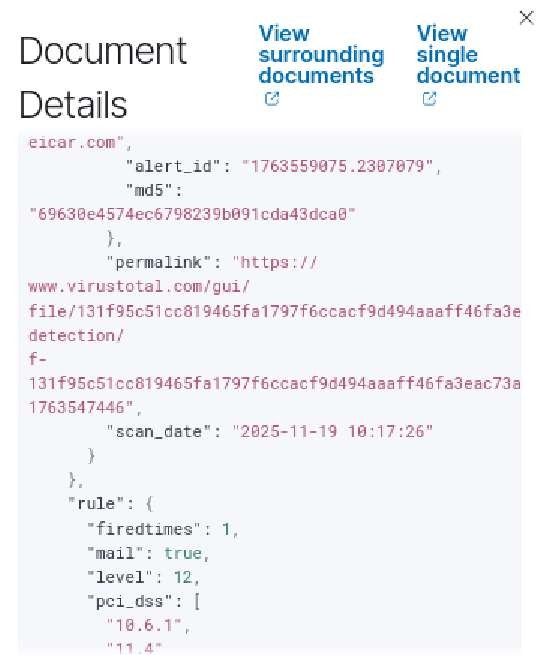 Document
Details
View
surrounding
documents
View
single
document
eicar.com",
"alert_id": "1763559075.2307079",
"md5":
"69630e4574ec6798239b091cda43dca0"
},
"permalink": "https://
www.virustotal.com/gui/
file/131f95c51cc819465fa1797f6ccacf9d494aaaff46fa3e
detection/
f-
131f95c51cc819465fa1797f6ccacf9d494aaaff46fa3eac73a
1763547446",
"scan_date": "2025-11-19 10:17:26"
}
},
"rule": {
"firedtimes": 1,
"mail": true,
"level": 12,
"pci_dss": [
"10.6.1",
"11.4"